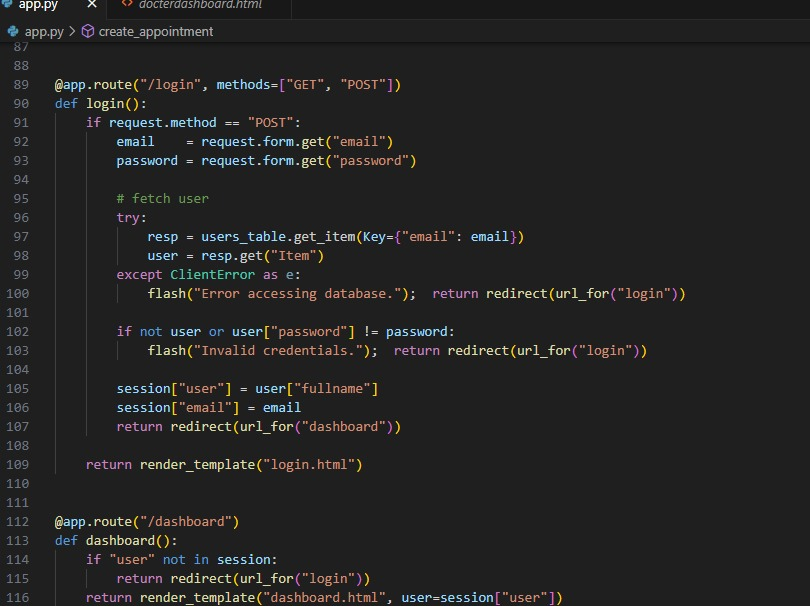 app.py × <> docterdashboard.html
app.py > create_appointment
87
88
89 @app.route("/login", methods=["GET", "POST"])
90 def login():
91     if request.method == "POST":
92         email    = request.form.get("email")
93         password = request.form.get("password")
94
95         # fetch user
96         try:
97             resp = users_table.get_item(Key={"email": email})
98             user = resp.get("Item")
99         except ClientError as e:
100             flash("Error accessing database.");  return redirect(url_for("login"))
101
102         if not user or user["password"] != password:
103             flash("Invalid credentials.");  return redirect(url_for("login"))
104
105         session["user"] = user["fullname"]
106         session["email"] = email
107         return redirect(url_for("dashboard"))
108
109     return render_template("login.html")
110
111
112 @app.route("/dashboard")
113 def dashboard():
114     if "user" not in session:
115         return redirect(url_for("login"))
116     return render_template("dashboard.html", user=session["user"])